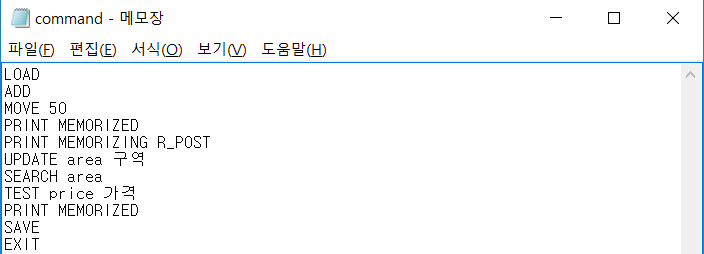 command - 메모장
파일(F) 편집(E) 서식(O) 보기(V) 도움말(H)
LOAD
ADD
MOVE 50
PRINT MEMORIZED
PRINT MEMORIZING R_POST
UPDATE area 구역
SEARCH area
TEST price 가격
PRINT MEMORIZED
SAVE
EXIT